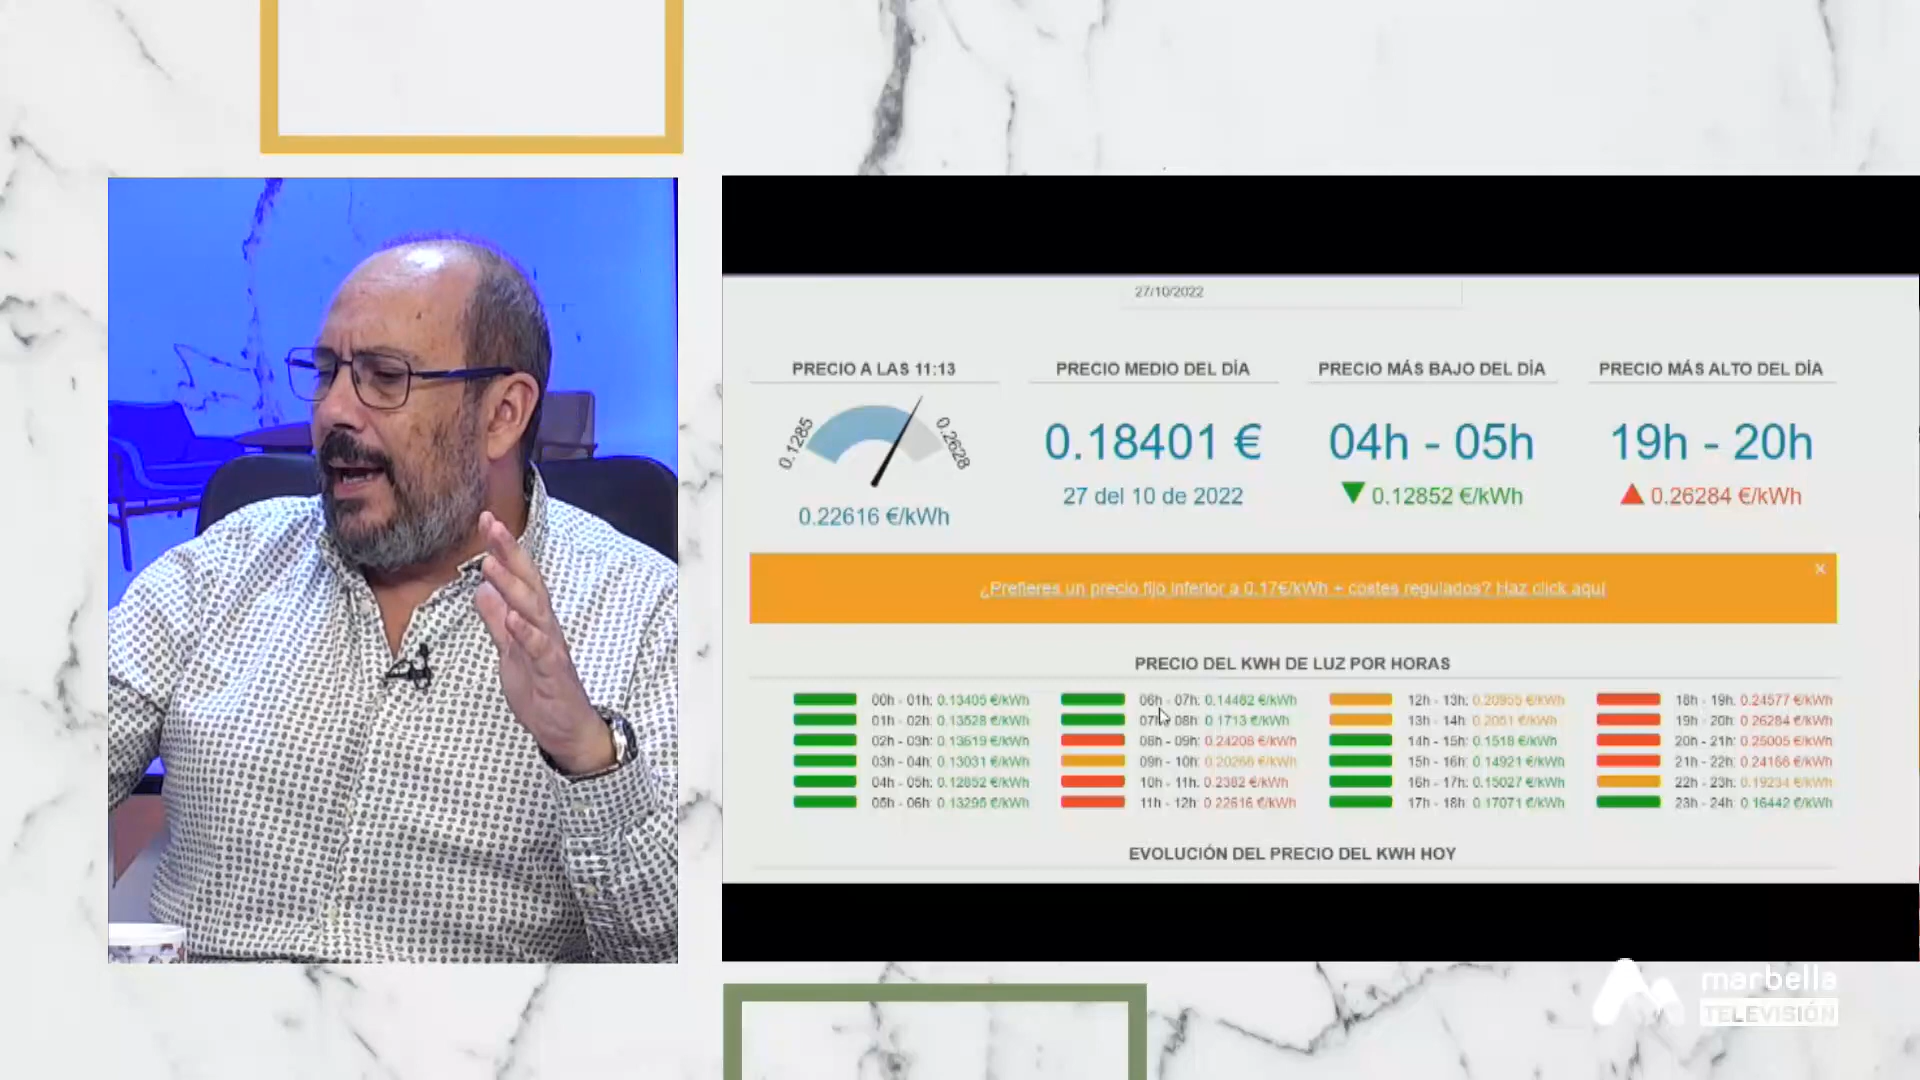 27/10/2022
PRECIO A LAS 11:13
0.1285
0.2628
0.22616 €/kWh
PRECIO MEDIO DEL DÍA
0.18401 €
27 del 10 de 2022
PRECIO MÁS BAJO DEL DÍA
04h - 05h
0.12852 €/kWh
PRECIO MÁS ALTO DEL DÍA
19h - 20h
0.26284 €/kWh
¿Prefieres un precio fijo inferior a 0.17€/kWh + costes regulados? Haz click aquí
×
PRECIO DEL KWH DE LUZ POR HORAS
00h - 01h: 0.13405 €/kWh
01h - 02h: 0.13528 €/kWh
02h - 03h: 0.13619 €/kWh
03h - 04h: 0.13031 €/kWh
04h - 05h: 0.12852 €/kWh
05h - 06h: 0.13296 €/kWh
06h - 07h: 0.14462 €/kWh
07h - 08h: 0.1713 €/kWh
08h - 09h: 0.24208 €/kWh
09h - 10h: 0.20266 €/kWh
10h - 11h: 0.2382 €/kWh
11h - 12h: 0.22616 €/kWh
12h - 13h: 0.20955 €/kWh
13h - 14h: 0.2051 €/kWh
14h - 15h: 0.1518 €/kWh
15h - 16h: 0.14921 €/kWh
16h - 17h: 0.15027 €/kWh
17h - 18h: 0.17071 €/kWh
18h - 19h: 0.24577 €/kWh
19h - 20h: 0.26284 €/kWh
20h - 21h: 0.25005 €/kWh
21h - 22h: 0.24166 €/kWh
22h - 23h: 0.19234 €/kWh
23h - 24h: 0.16442 €/kWh
EVOLUCIÓN DEL PRECIO DEL KWH HOY
marbella
TELEVISIÓN